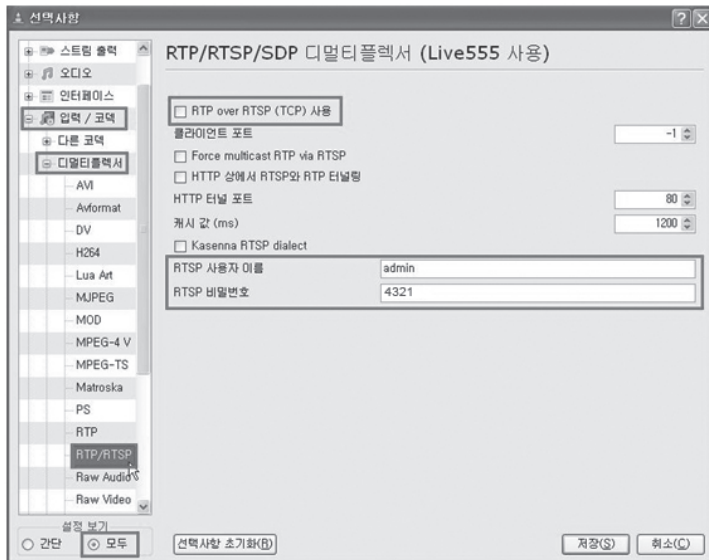 선택사항
스트림 출력
오디오
인터페이스
입력 / 코덱
다른 코덱
디멀티플렉서
AVI
Avformat
DV
H264
Lua Art
MJPEG
MOD
MPEG-4 V
MPEG-TS
Matroska
PS
RTP
RTP/RTSP
Raw Audio
Raw Video
설정 보기
간단
모두
RTP/RTSP/SDP 디멀티플렉서 (Live555 사용)
RTP over RTSP (TCP) 사용
클라이언트 포트 -1
Force multicast RTP via RTSP
HTTP 상에서 RTSP와 RTP 터널링
HTTP 터널 포트 80
캐시 값 (ms) 1200
Kasenna RTSP dialect
RTSP 사용자 이름 admin
RTSP 비밀번호 4321
선택사항 초기화(R)
저장(S)
취소(C)